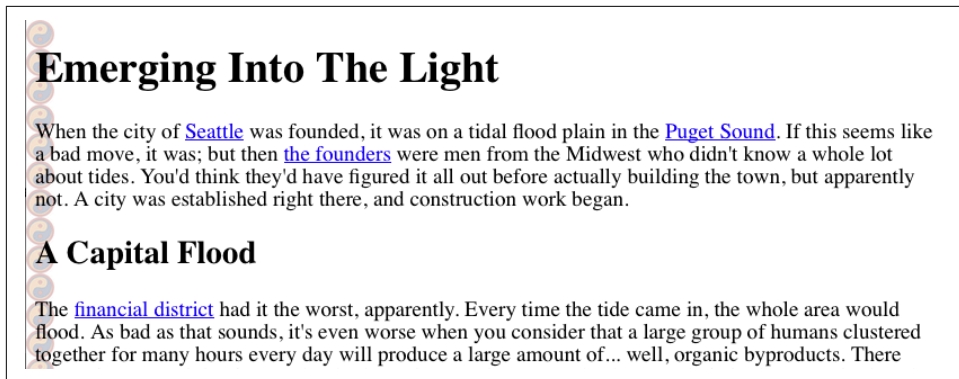 Emerging Into The Light
When the city of Seattle was founded, it was on a tidal flood plain in the Puget Sound. If this seems like
a bad move, it was; but then the founders were men from the Midwest who didn't know a whole lot
about tides. You'd think they'd have figured it all out before actually building the town, but apparently
not. A city was established right there, and construction work began.
A Capital Flood
The financial district had it the worst, apparently. Every time the tide came in, the whole area would
flood. As bad as that sounds, it's even worse when you consider that a large group of humans clustered
together for many hours every day will produce a large amount of... well, organic byproducts. There